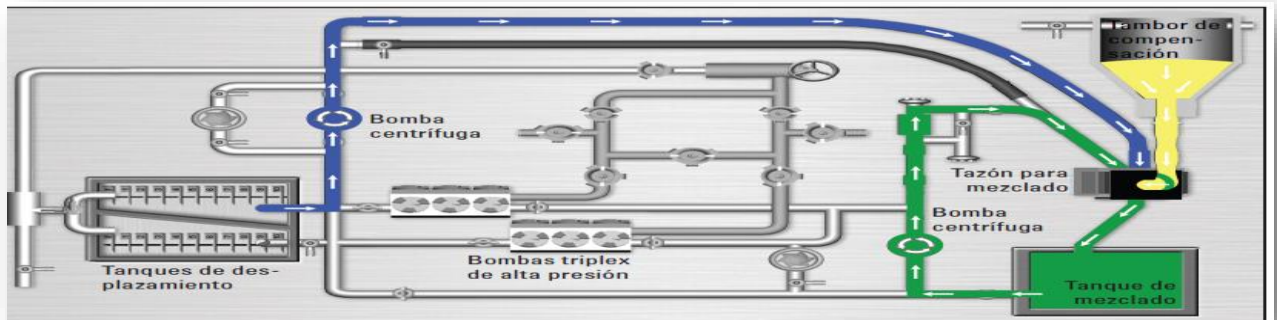 Tambor de
compen-
sación
Bomba
centrífuga
Tazón para
mezclado
Bomba
centrífuga
Tanques de des-
plazamiento
Bombas triplex
de alta presión
Tanque de
mezclado